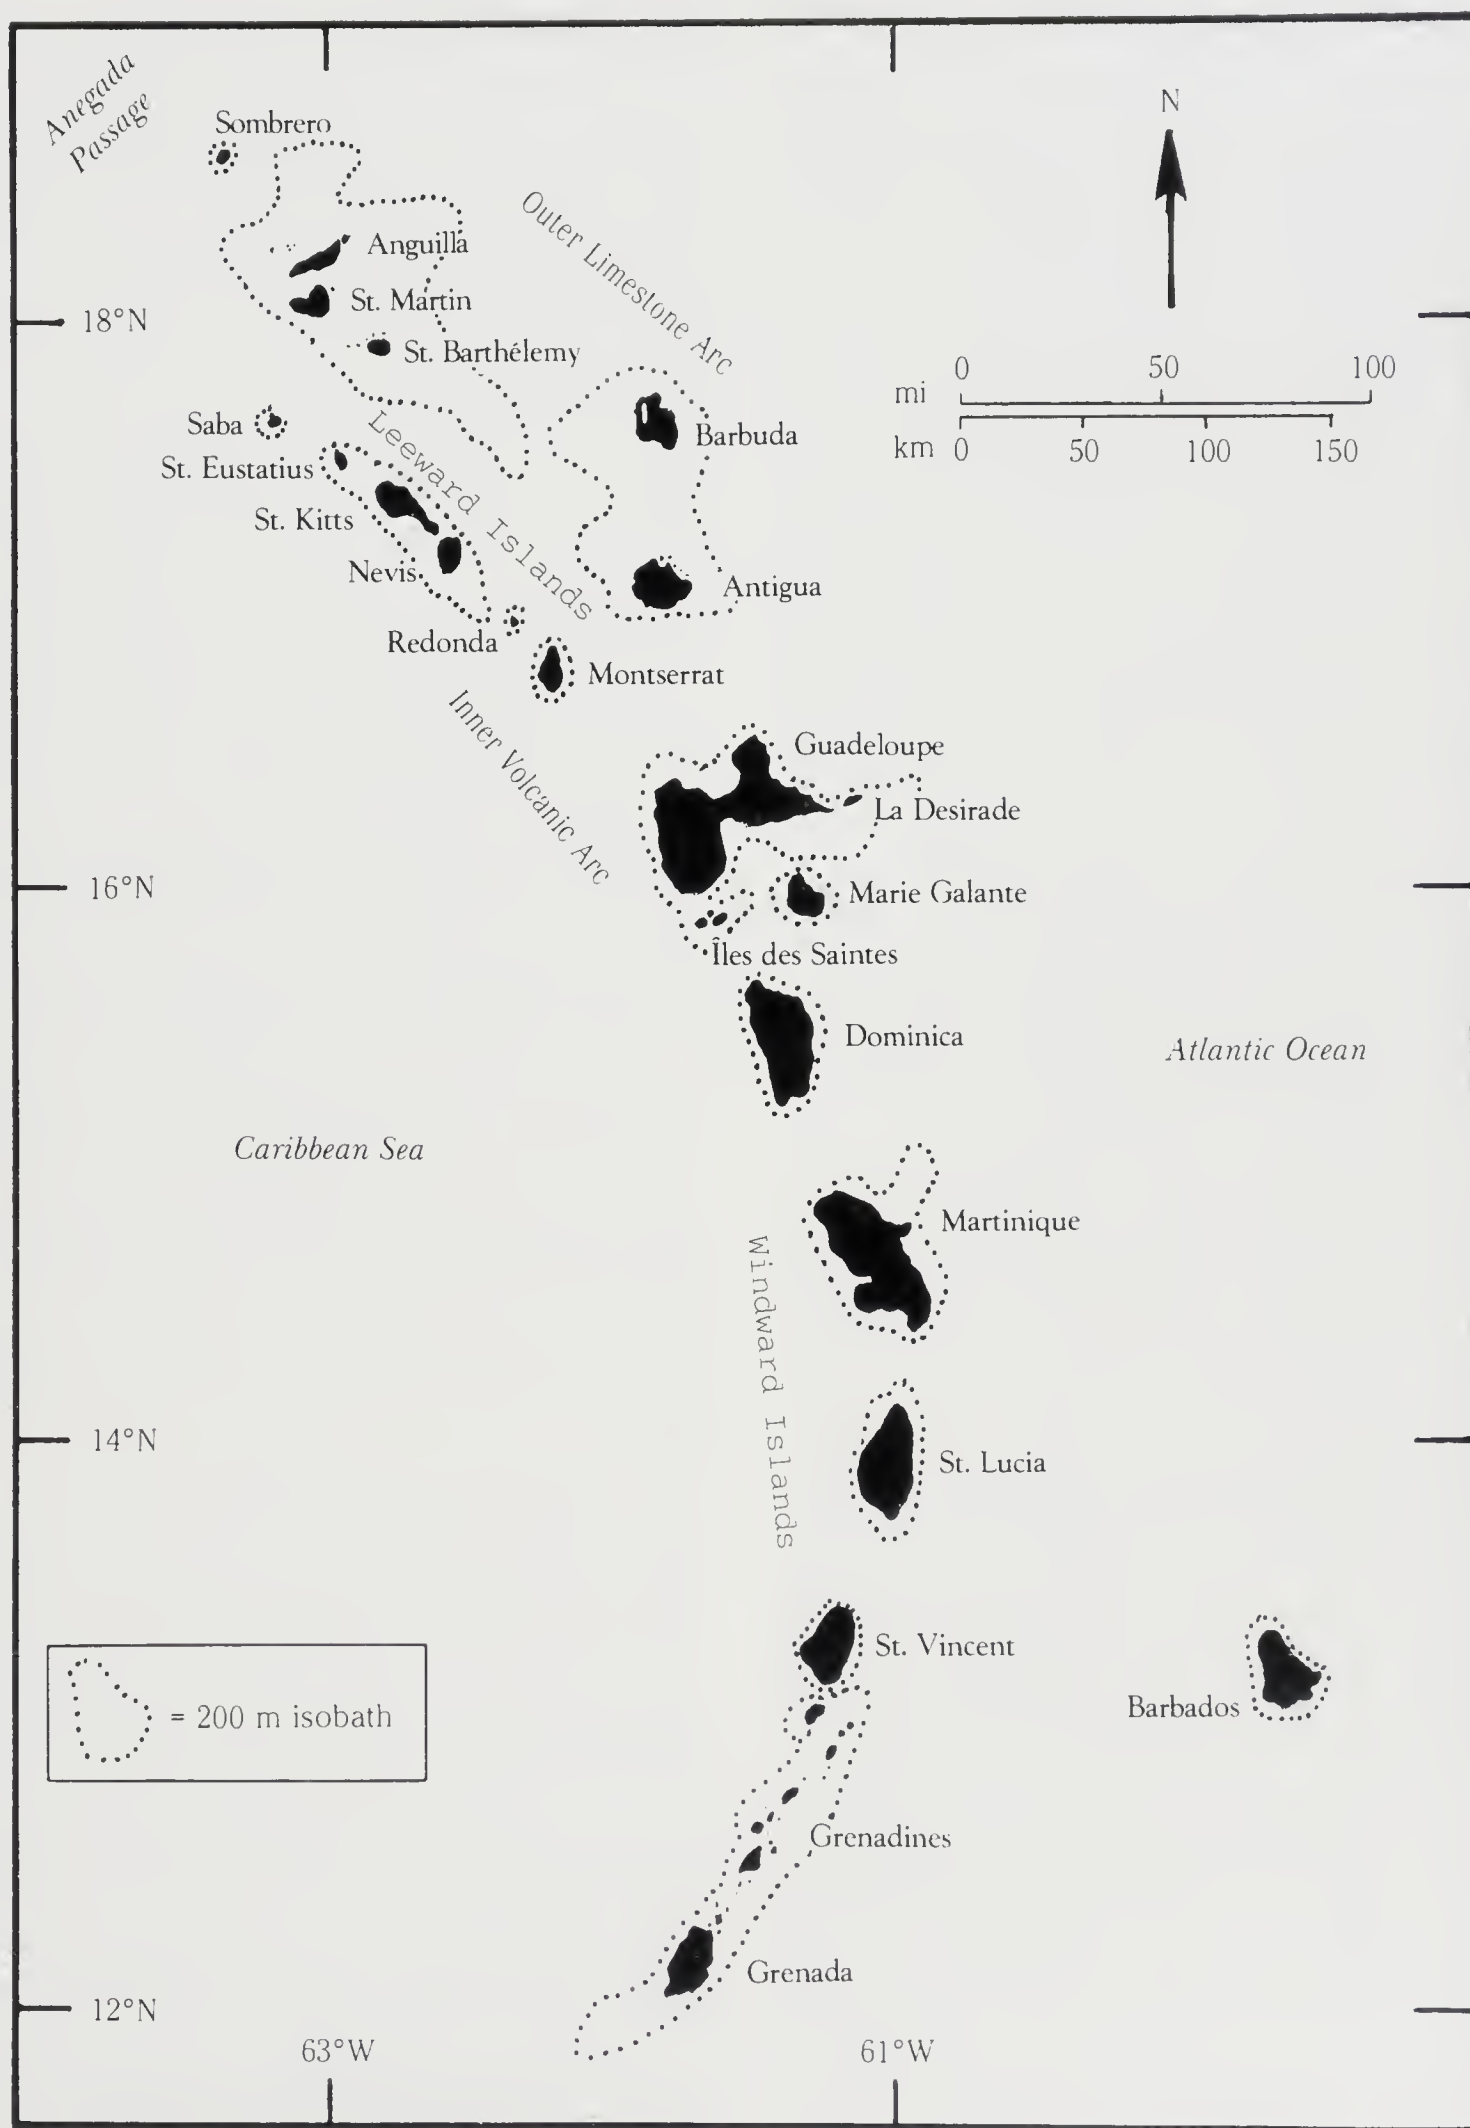 Anegada
Passage
Sombrero
N
Outer Limestone Arc
Anguilla
St. Martin
18°N
St. Barthélemy
mi 0 50 100
km 0 50 100 150
Saba
Leeward Islands
Barbuda
St. Eustatius
St. Kitts
Nevis
Antigua
Redonda
Montserrat
Inner Volcanic Arc
Guadeloupe
La Desirade
16°N
Marie Galante
Îles des Saintes
Dominica
Atlantic Ocean
Caribbean Sea
Martinique
Windward Islands
14°N
St. Lucia
St. Vincent
Barbados
= 200 m isobath
Grenadines
Grenada
12°N
63°W
61°W